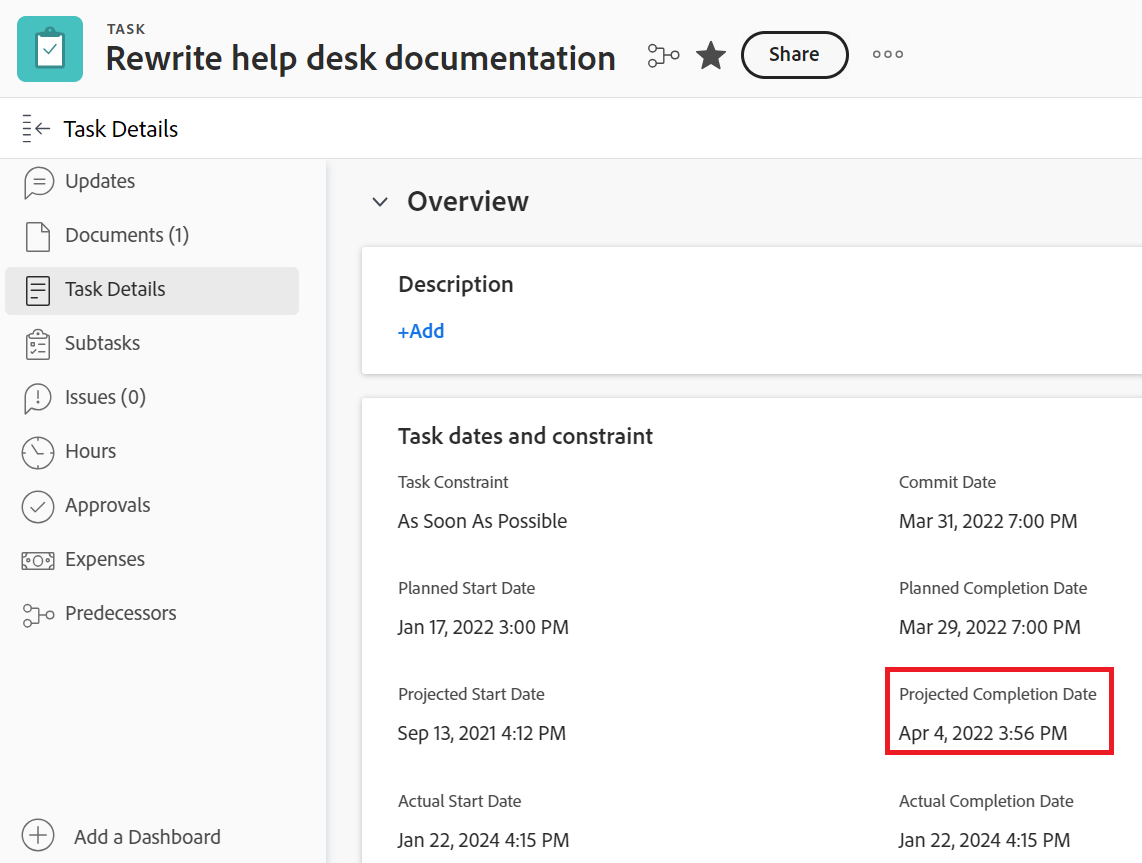 TASK
Rewrite help desk documentation
Share
Task Details
Updates
Documents (1)
Task Details
Subtasks
Issues (0)
Hours
Approvals
Expenses
Predecessors
Add a Dashboard
Overview
Description
+Add
Task dates and constraint
Task Constraint
As Soon As Possible
Commit Date
Mar 31, 2022 7:00 PM
Planned Start Date
Jan 17, 2022 3:00 PM
Planned Completion Date
Mar 29, 2022 7:00 PM
Projected Start Date
Sep 13, 2021 4:12 PM
Projected Completion Date
Apr 4, 2022 3:56 PM
Actual Start Date
Jan 22, 2024 4:15 PM
Actual Completion Date
Jan 22, 2024 4:15 PM